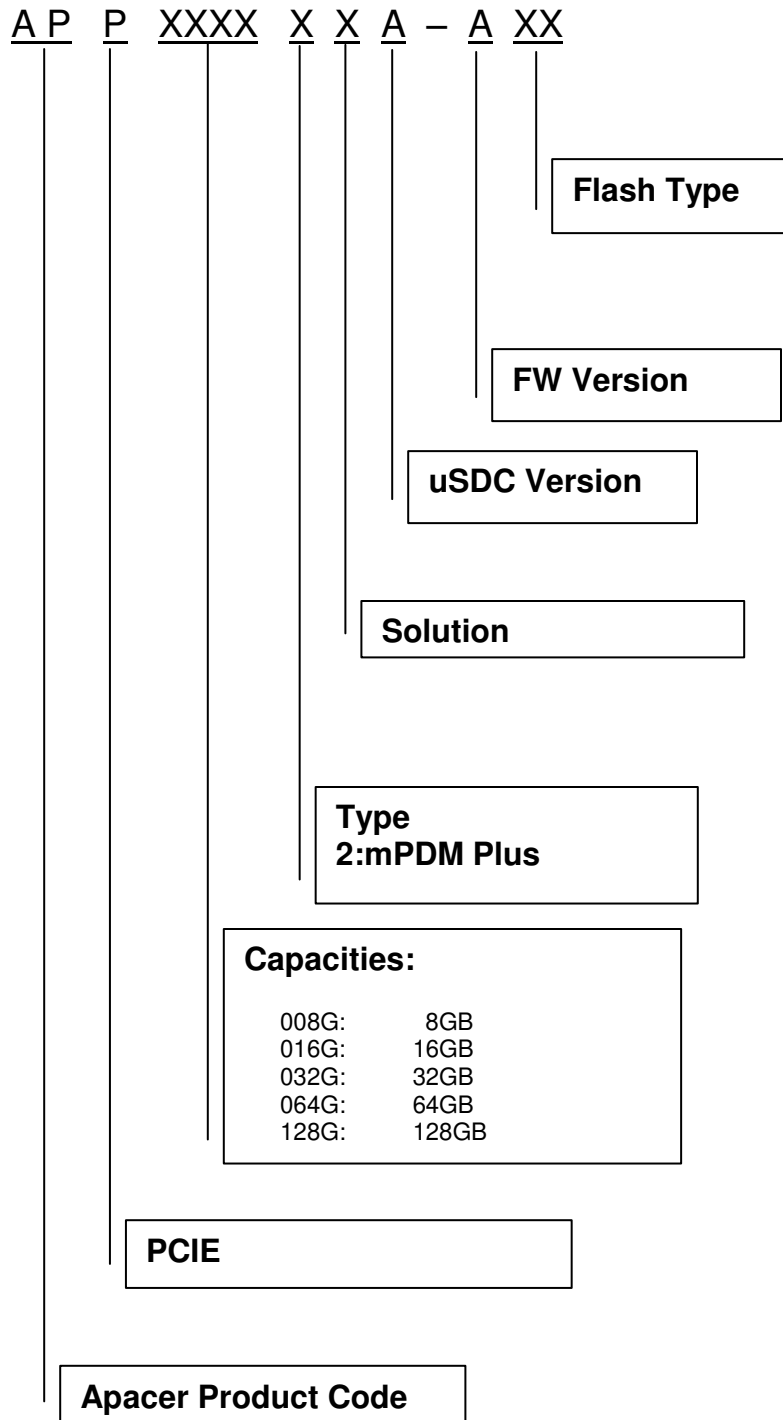 AP P XXXX X X A – A XX
Flash Type
FW Version
uSDC Version
Solution
Type
2:mPDM Plus
Capacities:
008G: 8GB
016G: 16GB
032G: 32GB
064G: 64GB
128G: 128GB
PCIE
Apacer Product Code